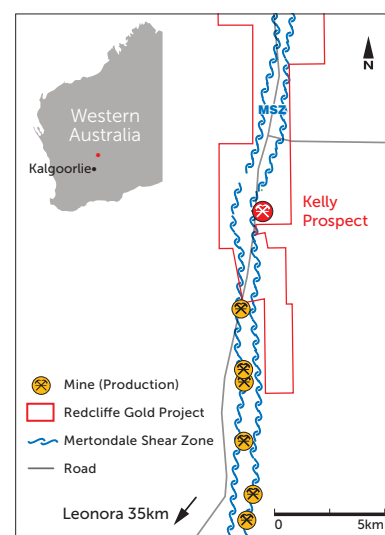 Western
Australia
Kalgoorlie
N
MSZ
Kelly
Prospect
Mine (Production)
Redcliffe Gold Project
Mertondale Shear Zone
Road
Leonora 35km
0 5km